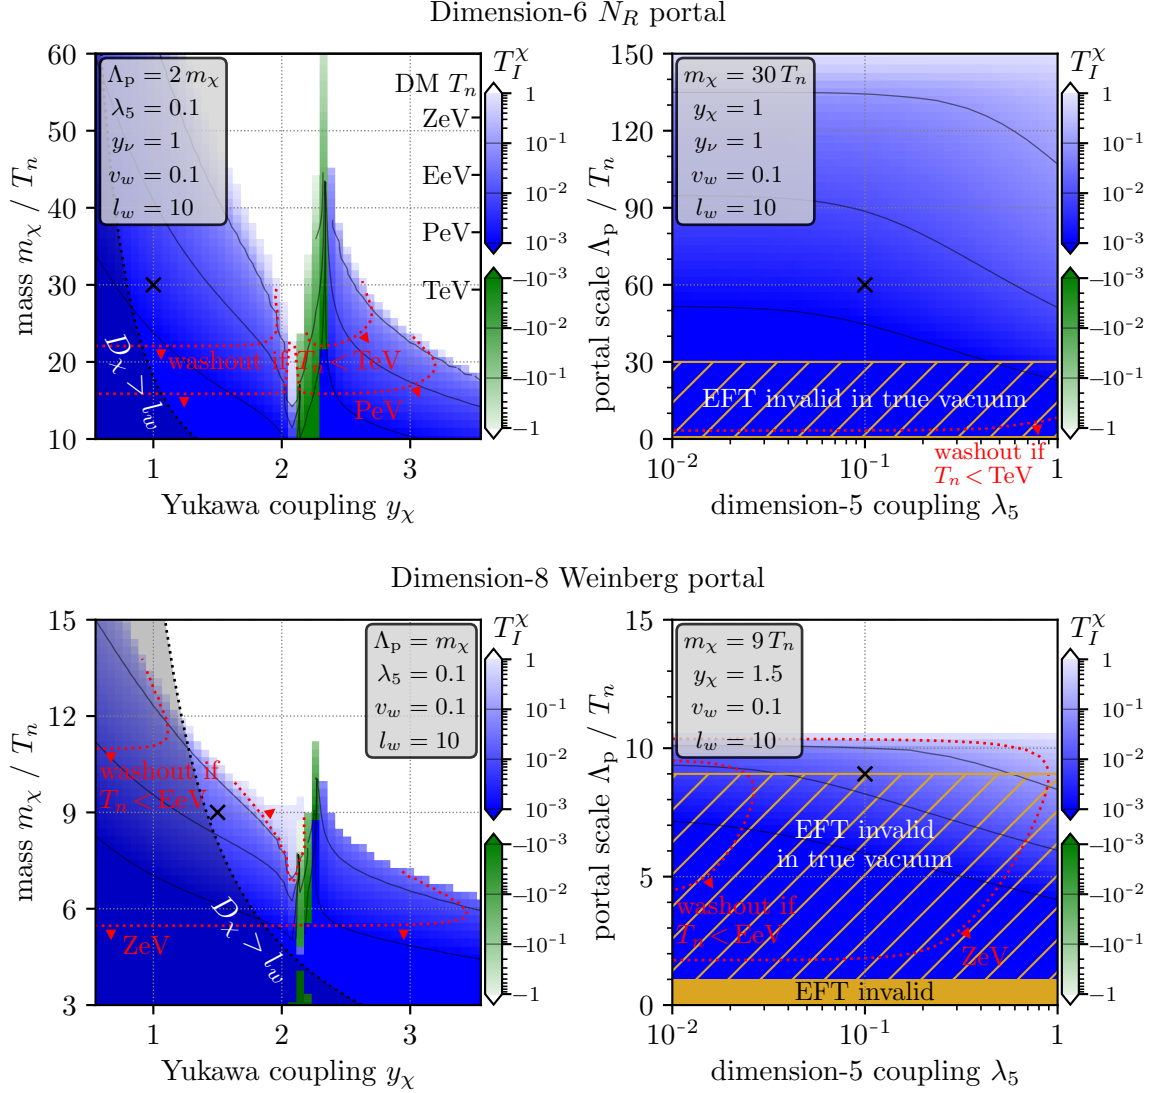 Dimension-6 N_R portal
60
50
40
30
20
10
mass m_χ / T_n
1
2
3
Yukawa coupling y_χ
Λ_p = 2 m_χ
λ_5 = 0.1
y_ν = 1
v_w = 0.1
l_w = 10
DM T_n
ZeV
EeV
PeV
TeV
washout if T_n < TeV
PeV
D_χ > l_w
T_I^χ
1
10^−1
10^−2
10^−3
−10^−3
−10^−2
−10^−1
−1
150
120
90
60
30
0
portal scale Λ_p / T_n
10^−2
10^−1
1
dimension-5 coupling λ_5
m_χ = 30 T_n
y_χ = 1
y_ν = 1
v_w = 0.1
l_w = 10
EFT invalid in true vacuum
washout if
T_n < TeV
T_I^χ
1
10^−1
10^−2
10^−3
−10^−3
−10^−2
−10^−1
−1
Dimension-8 Weinberg portal
15
12
9
6
3
mass m_χ / T_n
1
2
3
Yukawa coupling y_χ
Λ_p = m_χ
λ_5 = 0.1
v_w = 0.1
l_w = 10
washout if
T_n < EeV
ZeV
D_χ > l_w
T_I^χ
1
10^−1
10^−2
10^−3
−10^−3
−10^−2
−10^−1
−1
15
10
5
0
portal scale Λ_p / T_n
10^−2
10^−1
1
dimension-5 coupling λ_5
m_χ = 9 T_n
y_χ = 1.5
v_w = 0.1
l_w = 10
EFT invalid
in true vacuum
washout if
T_n < EeV
ZeV
EFT invalid
T_I^χ
1
10^−1
10^−2
10^−3
−10^−3
−10^−2
−10^−1
−1